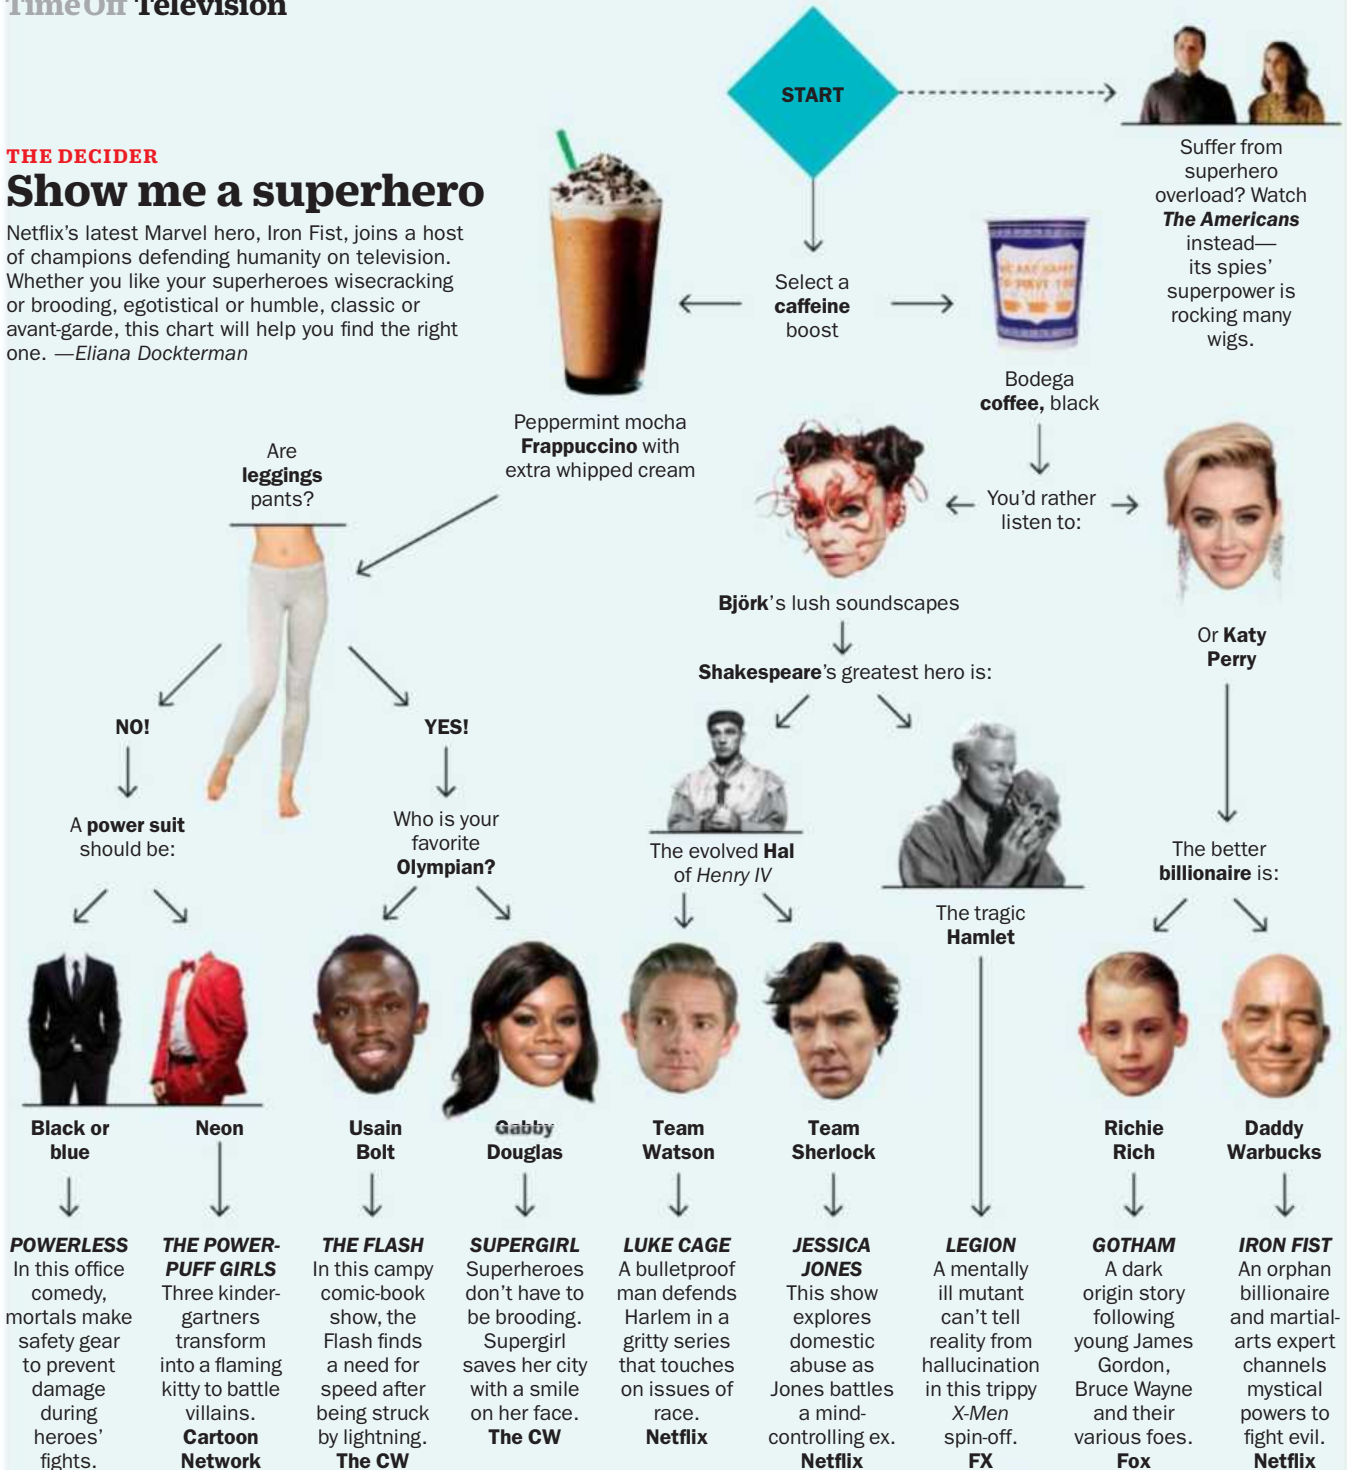 TimeOff Television
START
THE DECIDER
Show me a superhero
Netflix's latest Marvel hero, Iron Fist, joins a host
of champions defending humanity on television.
Whether you like your superheroes wisecracking
or brooding, egotistical or humble, classic or
avant-garde, this chart will help you find the right
one. —Eliana Dockterman
Suffer from
superhero
overload? Watch
The Americans
instead—
its spies'
superpower is
rocking many
wigs.
Select a
caffeine
boost
WE ARE HAPPY
TO SERVE YOU
Peppermint mocha
Frappuccino with
extra whipped cream
Bodega
coffee, black
Are
leggings
pants?
You'd rather
listen to:
Björk's lush soundscapes
Or Katy
Perry
Shakespeare's greatest hero is:
NO!
YES!
A power suit
should be:
Who is your
favorite
Olympian?
The evolved Hal
of Henry IV
The tragic
Hamlet
The better
billionaire is:
Black or
blue
Neon
Usain
Bolt
Gabby
Douglas
Team
Watson
Team
Sherlock
Richie
Rich
Daddy
Warbucks
POWERLESS
In this office
comedy,
mortals make
safety gear
to prevent
damage
during
heroes'
fights.
THE POWER-
PUFF GIRLS
Three kinder-
gartners
transform
into a flaming
kitty to battle
villains.
Cartoon
Network
THE FLASH
In this campy
comic-book
show, the
Flash finds
a need for
speed after
being struck
by lightning.
The CW
SUPERGIRL
Superheroes
don't have to
be brooding.
Supergirl
saves her city
with a smile
on her face.
The CW
LUKE CAGE
A bulletproof
man defends
Harlem in a
gritty series
that touches
on issues of
race.
Netflix
JESSICA
JONES
This show
explores
domestic
abuse as
Jones battles
a mind-
controlling ex.
Netflix
LEGION
A mentally
ill mutant
can't tell
reality from
hallucination
in this trippy
X-Men
spin-off.
FX
GOTHAM
A dark
origin story
following
young James
Gordon,
Bruce Wayne
and their
various foes.
Fox
IRON FIST
An orphan
billionaire
and martial-
arts expert
channels
mystical
powers to
fight evil.
Netflix